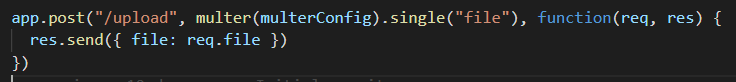 app.post("/upload", multer(multerConfig).single("file"), function(req, res) {
  res.send({ file: req.file })
})